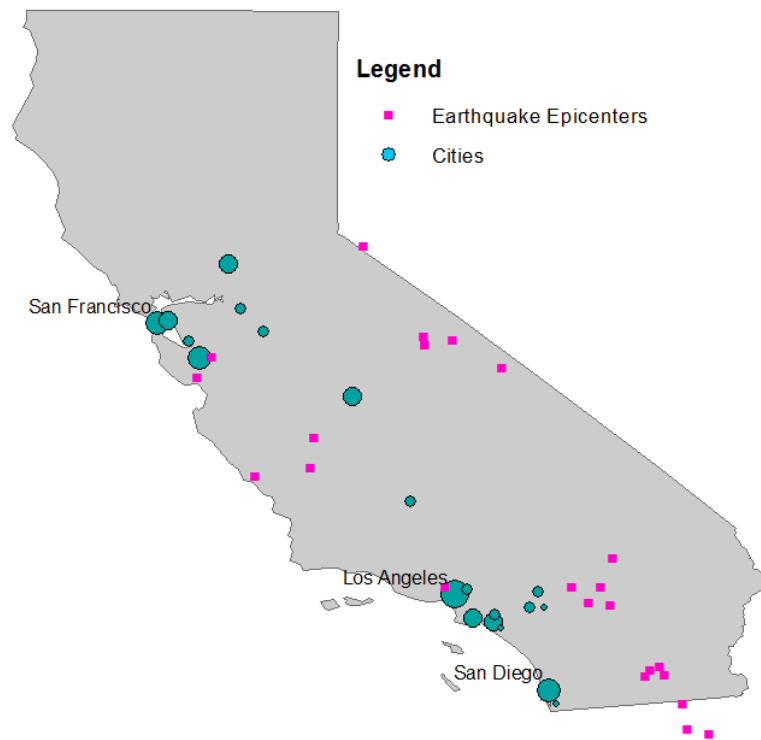 Legend
Earthquake Epicenters
Cities
San Francisco
Los Angeles
San Diego